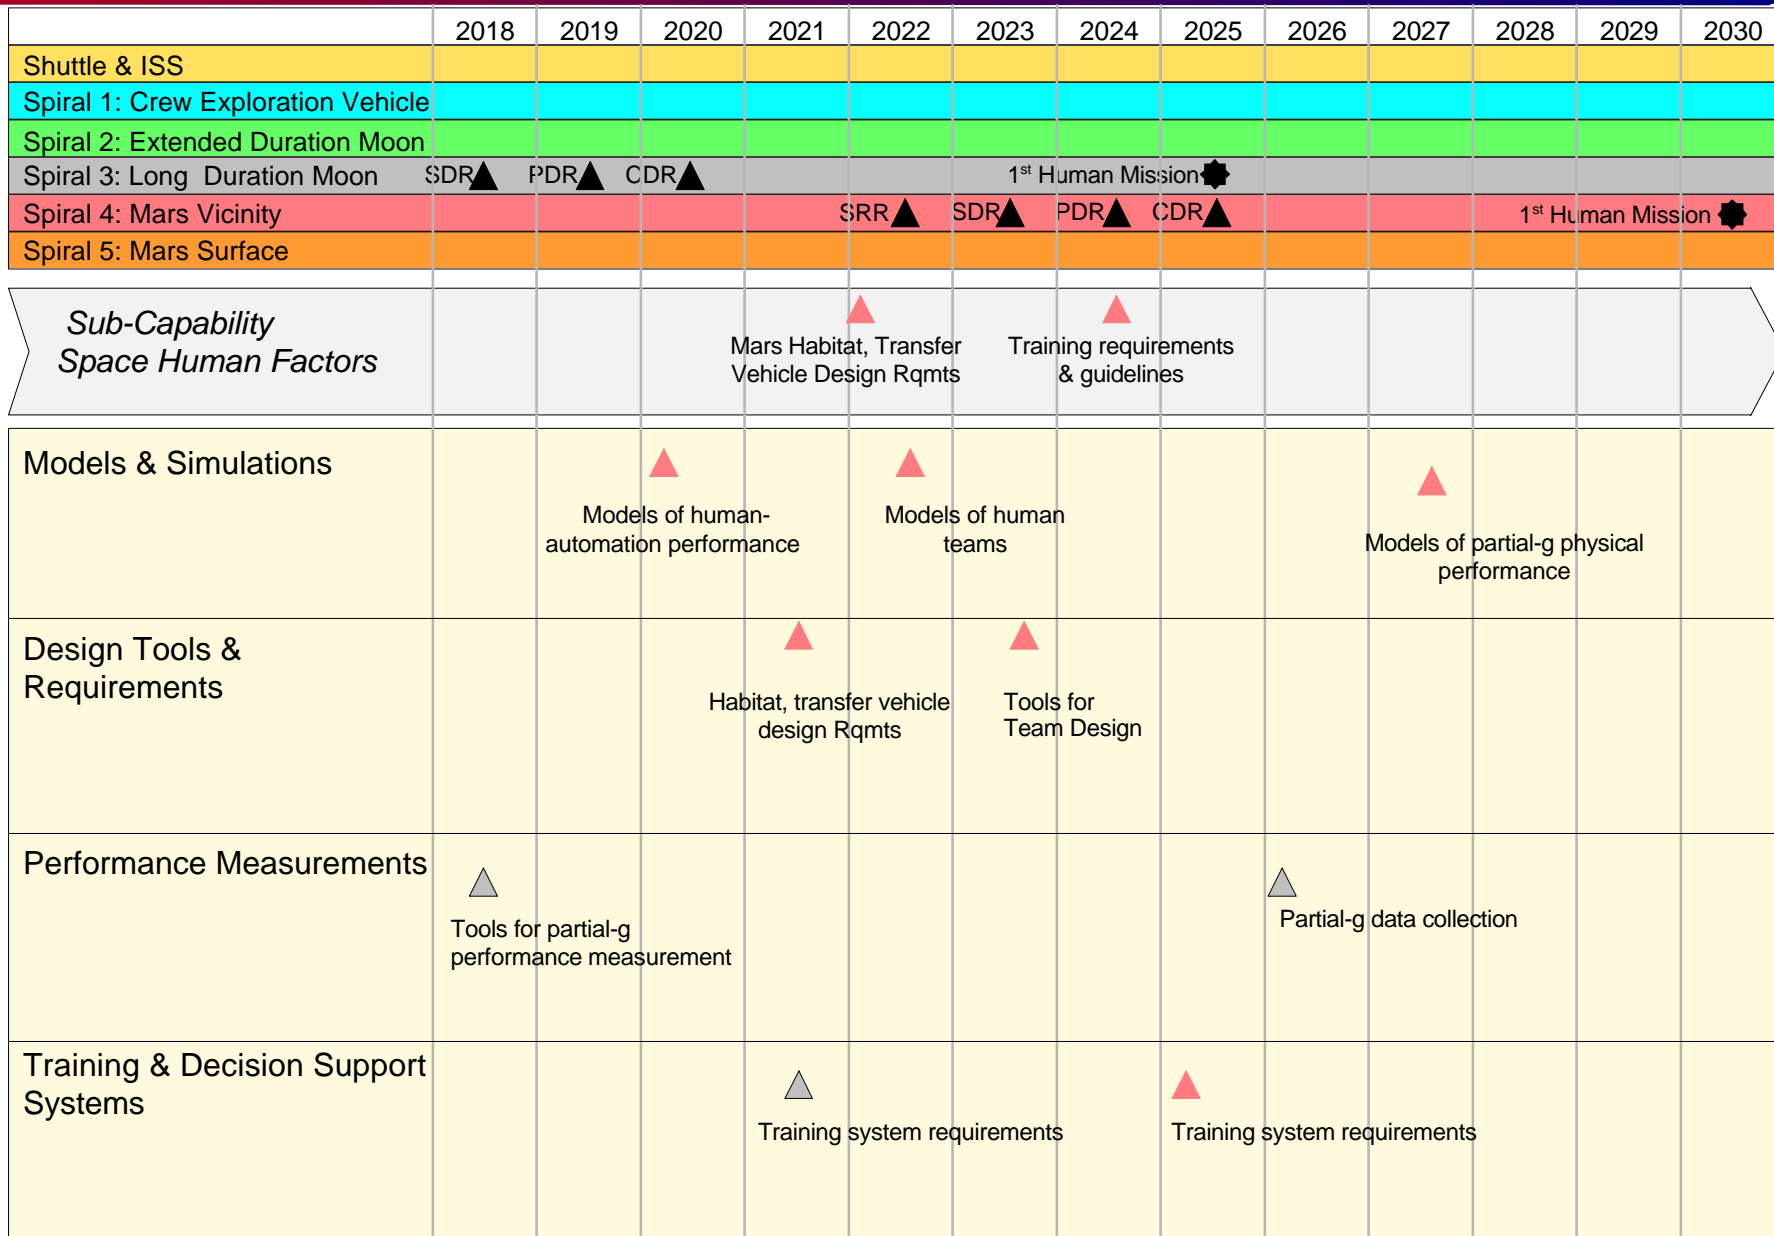 2018 2019 2020 2021 2022 2023 2024 2025 2026 2027 2028 2029 2030
Shuttle & ISS
Spiral 1: Crew Exploration Vehicle
Spiral 2: Extended Duration Moon
Spiral 3: Long Duration Moon SDR PDR CDR 1st Human Mission
Spiral 4: Mars Vicinity SRR SDR PDR CDR 1st Human Mission
Spiral 5: Mars Surface
Sub-Capability
Space Human Factors
Mars Habitat, Transfer
Vehicle Design Rqmts
Training requirements
& guidelines
Models & Simulations
Models of human-
automation performance
Models of human
teams
Models of partial-g physical
performance
Design Tools &
Requirements
Habitat, transfer vehicle
design Rqmts
Tools for
Team Design
Performance Measurements
Tools for partial-g
performance measurement
Partial-g data collection
Training & Decision Support
Systems
Training system requirements
Training system requirements